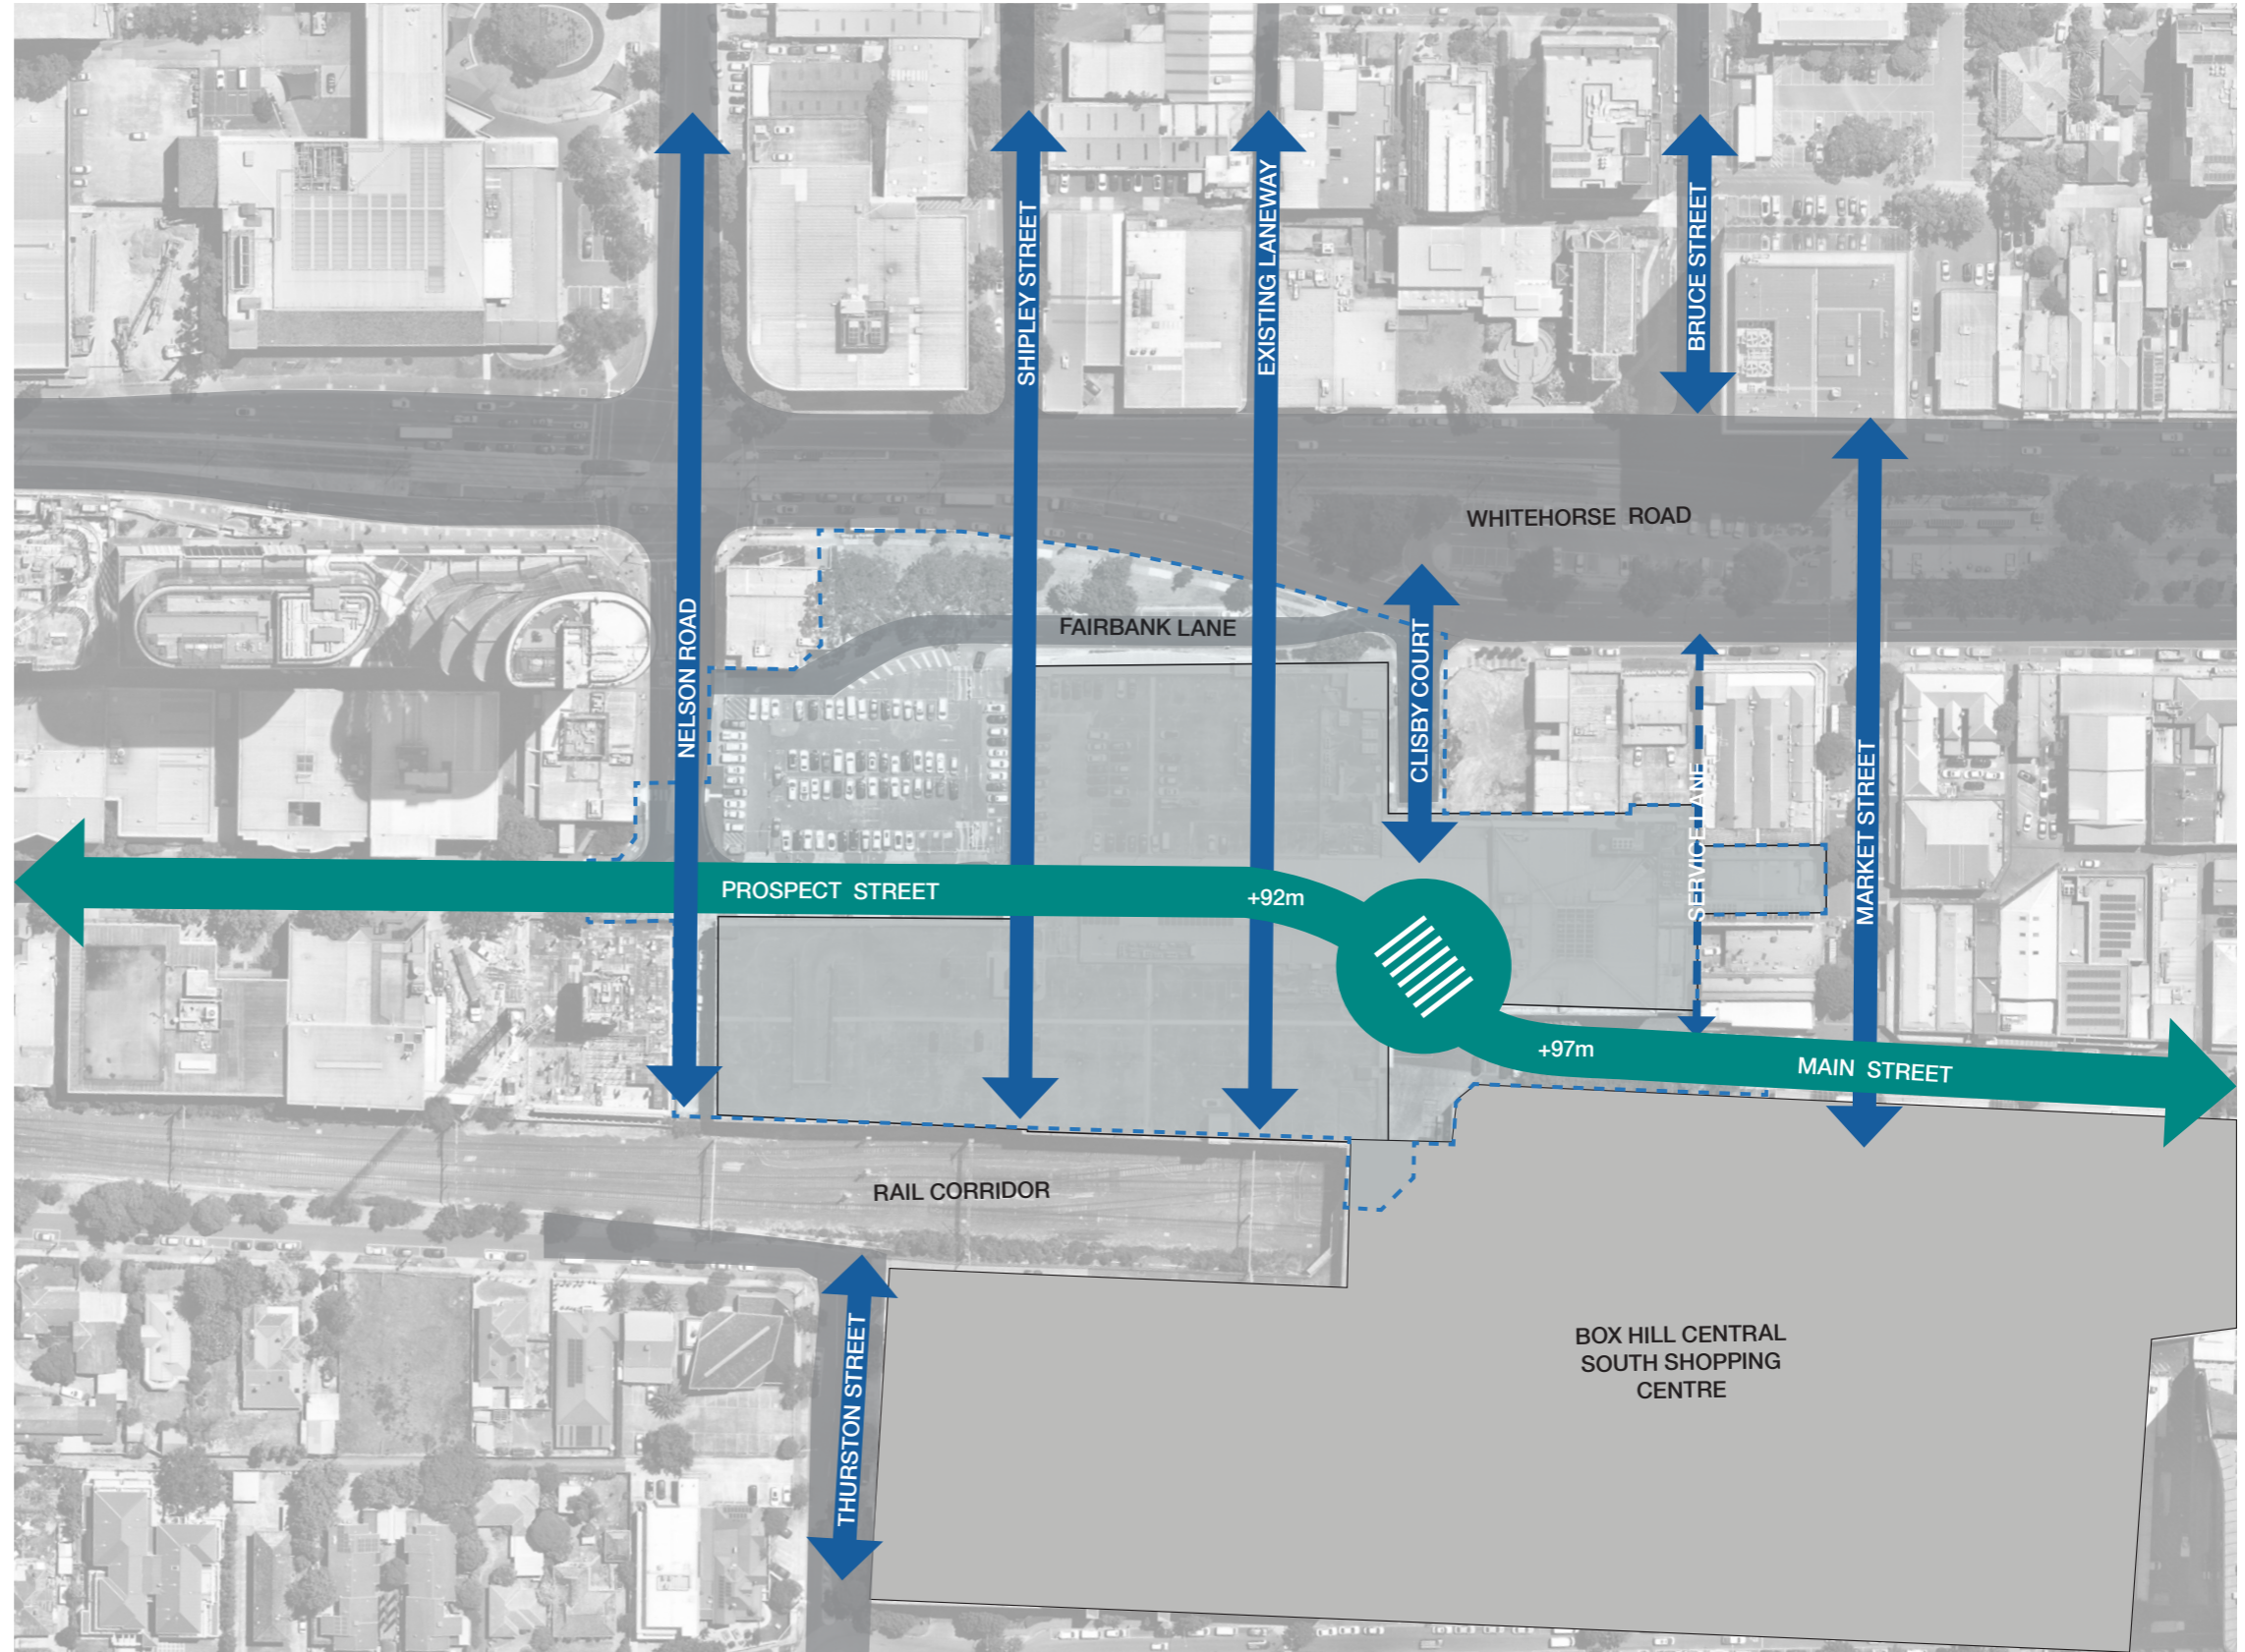 SHIPLEY STREET
EXISTING LANEWAY
BRUCE STREET
WHITEHORSE ROAD
NELSON ROAD
FAIRBANK LANE
CLISBY COURT
SERVICE LANE
MARKET STREET
PROSPECT STREET
+92m
+97m
MAIN STREET
RAIL CORRIDOR
THURSTON STREET
BOX HILL CENTRAL
SOUTH SHOPPING
CENTRE